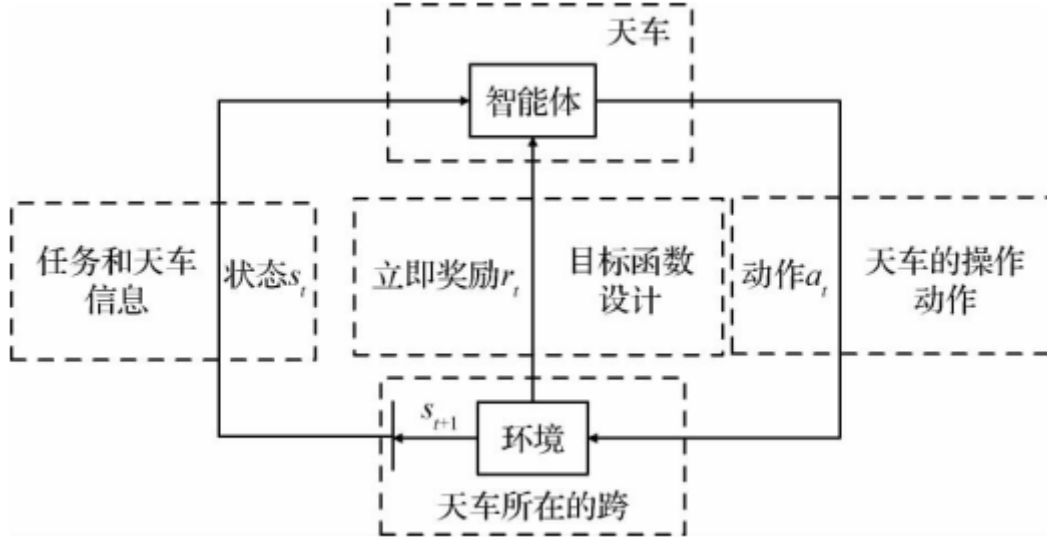 天车
智能体
任务和天车
信息
状态sₜ
立即奖励rₜ
目标函数
设计
动作aₜ
天车的操作
动作
sₜ₊₁
环境
天车所在的跨